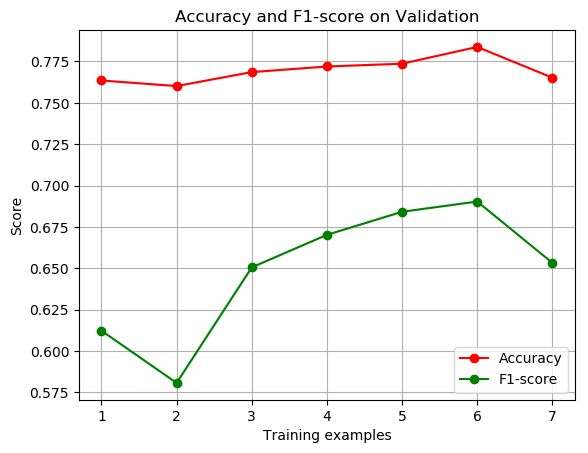 Accuracy and F1-score on Validation
0.775
0.750
0.725
0.700
0.675
0.650
0.625
0.600
0.575
Score
Accuracy
F1-score
1 2 3 4 5 6 7
Training examples